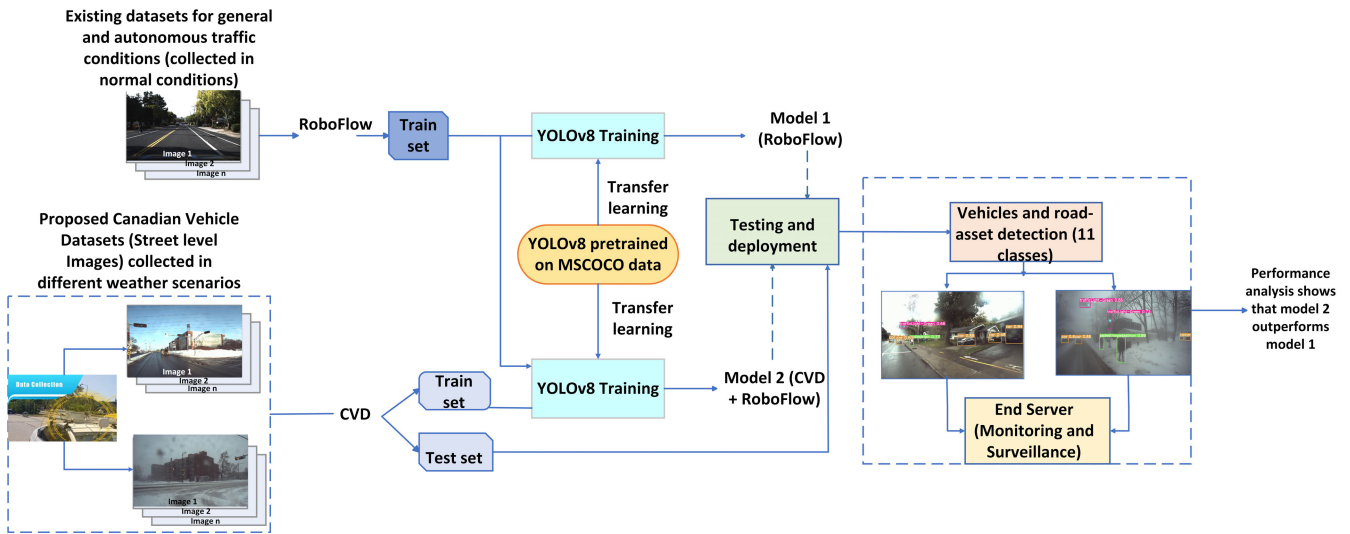 Existing datasets for general
and autonomous traffic
conditions (collected in
normal conditions)
Image 1
Image 2
Image n
RoboFlow
Train
set
YOLOv8 Training
Model 1
(RoboFlow)
Transfer
learning
YOLOv8 pretrained
on MSCOCO data
Transfer
learning
Testing and
deployment
Vehicles and road-
asset detection (11
classes)
Performance
analysis shows
that model 2
outperforms
model 1
End Server
(Monitoring and
Surveillance)
Proposed Canadian Vehicle
Datasets (Street level
Images) collected in
different weather scenarios
Data Collection
Image 1
Image 2
Image n
Image 1
Image 2
Image n
CVD
Train
set
Test set
YOLOv8 Training
Model 2 (CVD
+ RoboFlow)